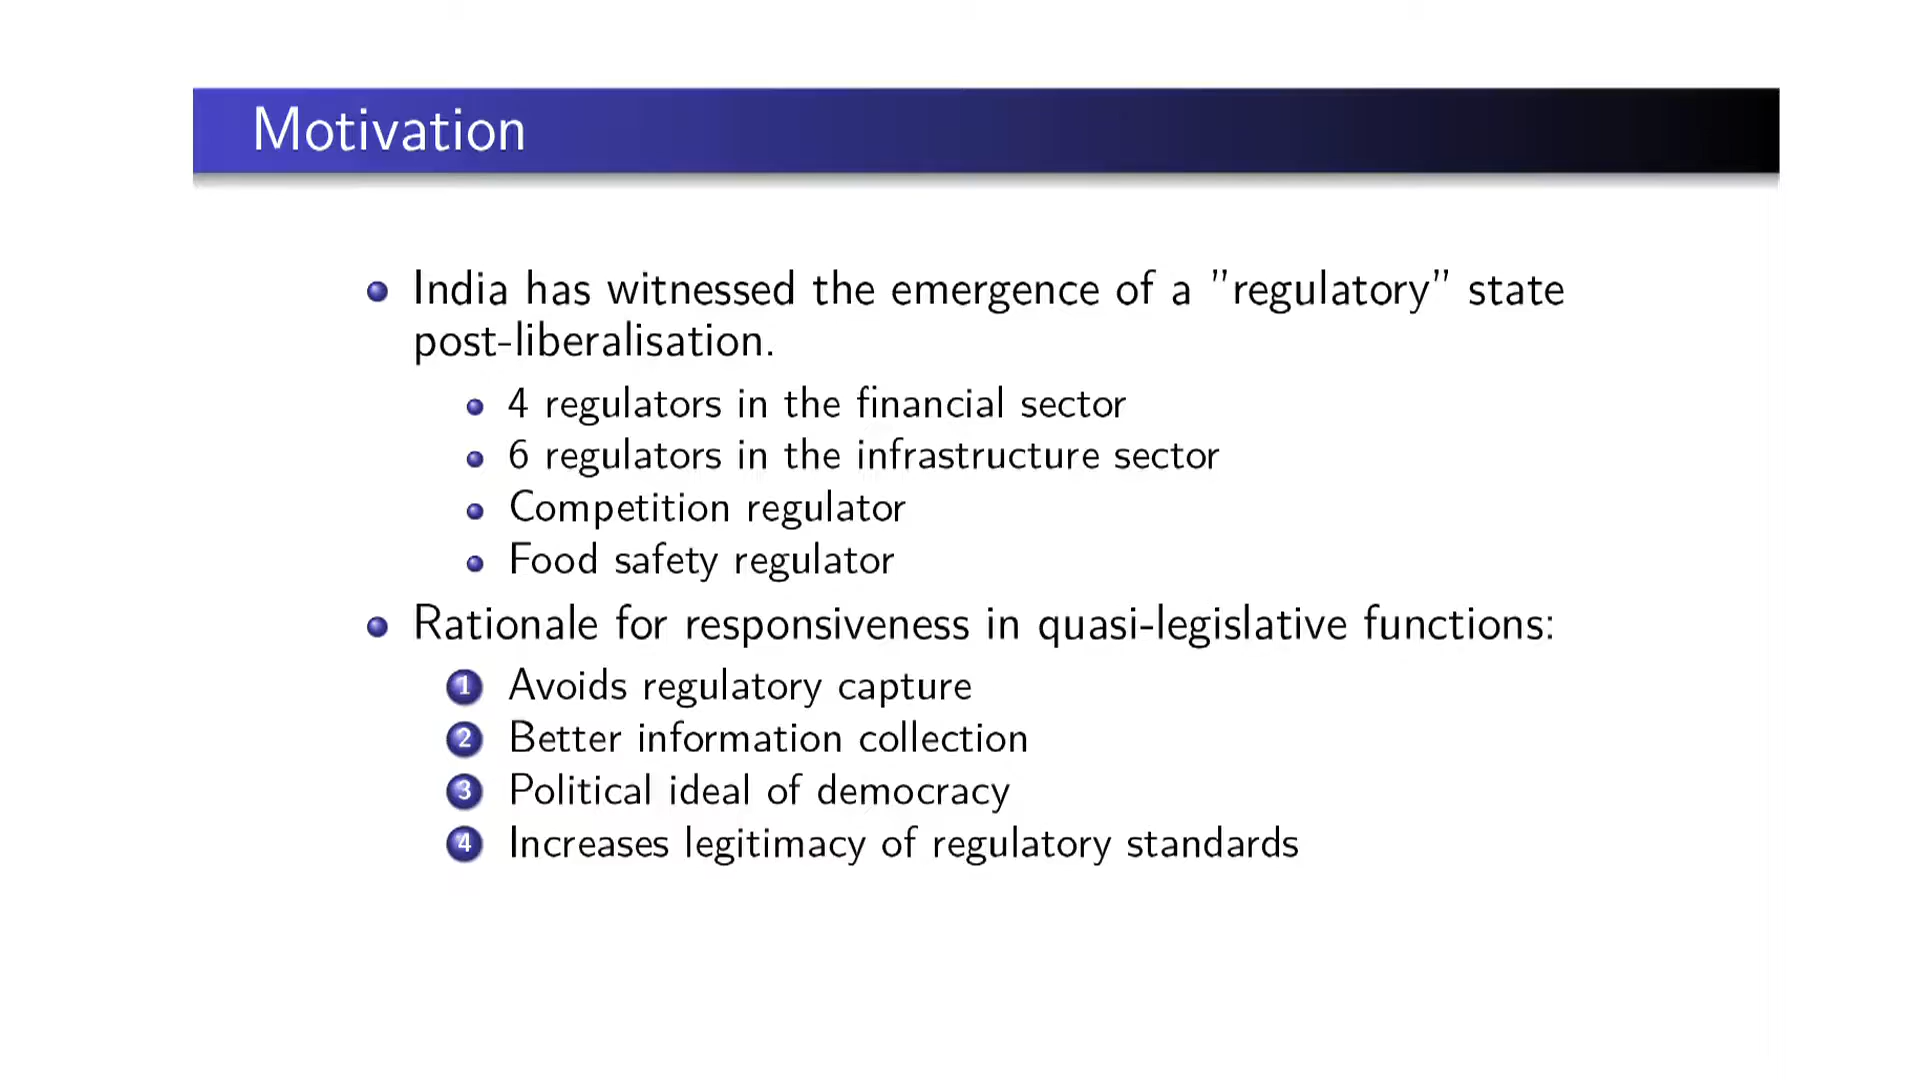 Motivation
India has witnessed the emergence of a ”regulatory” state
post-liberalisation.
4 regulators in the financial sector
6 regulators in the infrastructure sector
Competition regulator
Food safety regulator
Rationale for responsiveness in quasi-legislative functions:
1 Avoids regulatory capture
2 Better information collection
3 Political ideal of democracy
4 Increases legitimacy of regulatory standards